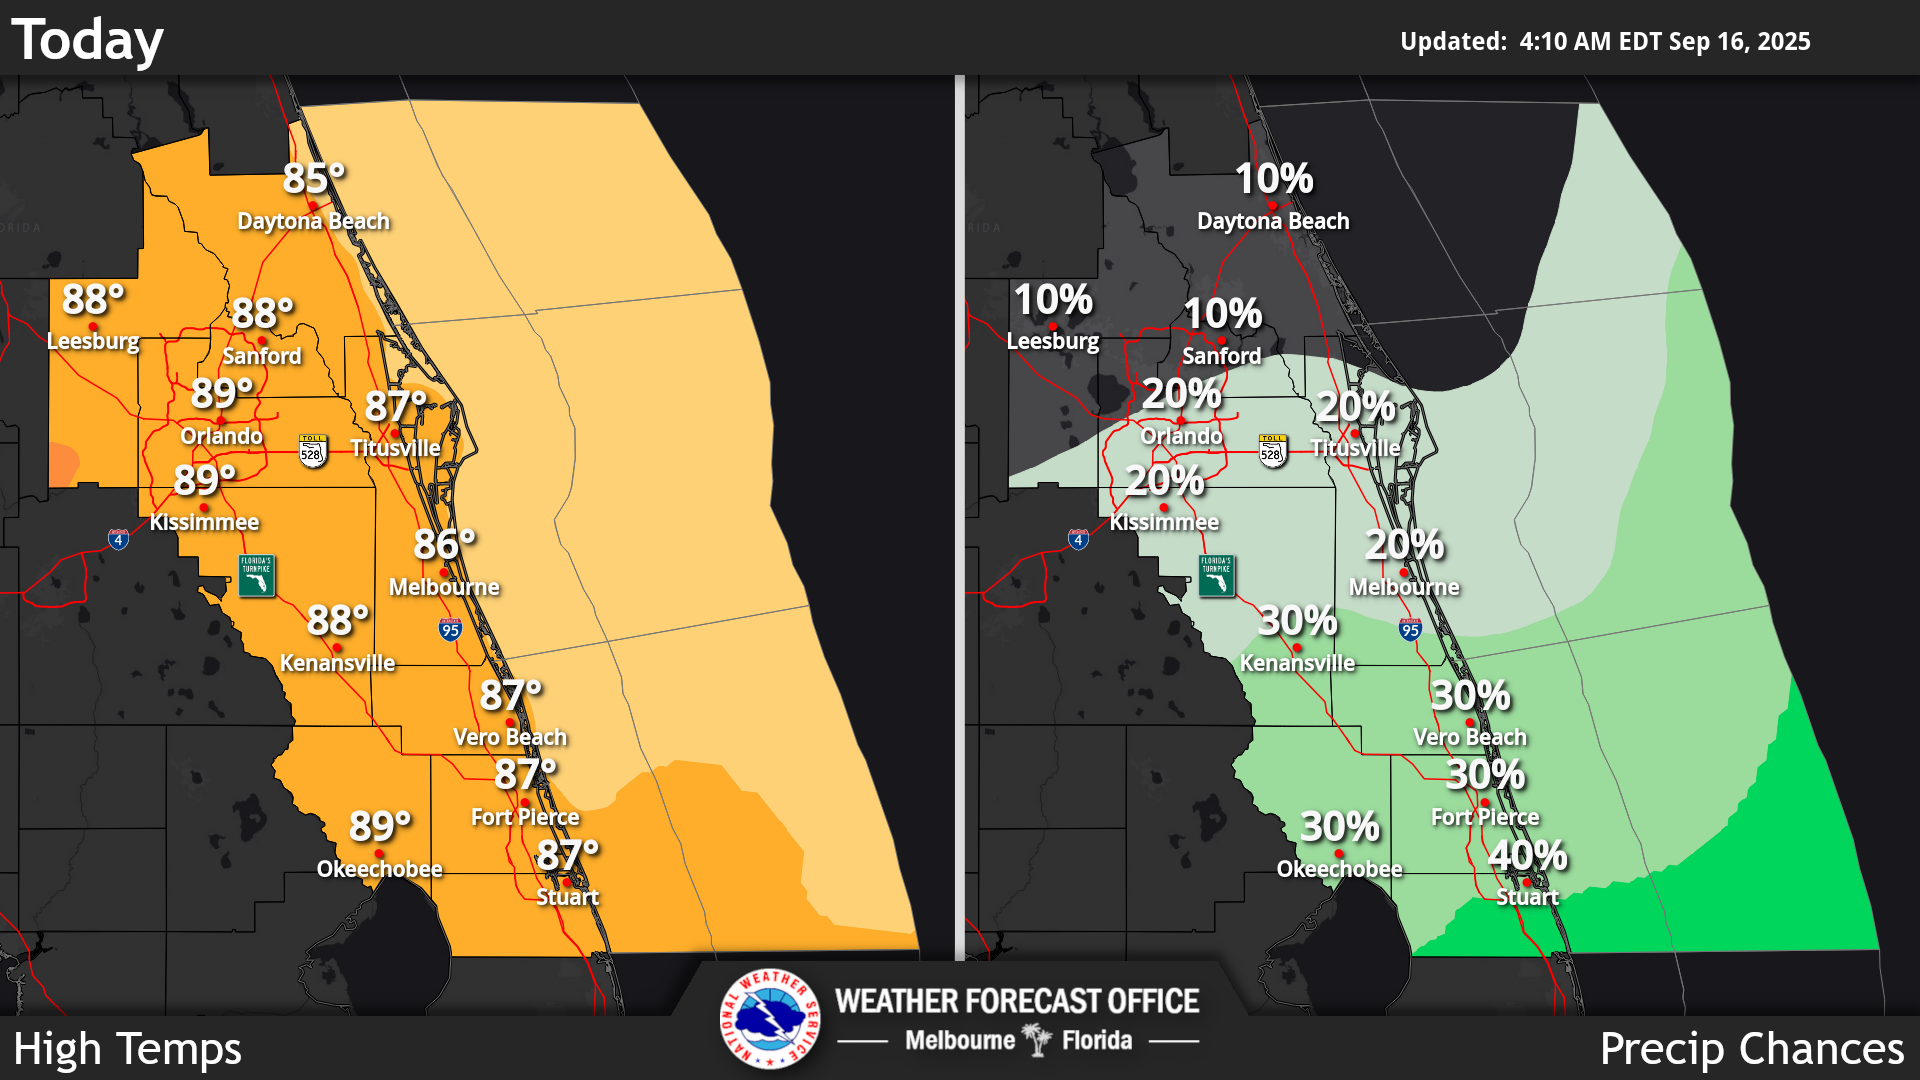 Today
Updated: 4:10 AM EDT Sep 16, 2025
85°
Daytona Beach
88°
Leesburg
88°
Sanford
89°
Orlando
87°
Titusville
TOLL
528
89°
Kissimmee
4
FLORIDA'S
TURNPIKE
86°
Melbourne
95
88°
Kenansville
87°
Vero Beach
87°
Fort Pierce
89°
Okeechobee
87°
Stuart
10%
Daytona Beach
10%
Leesburg
10%
Sanford
20%
Orlando
20%
Titusville
TOLL
528
20%
Kissimmee
4
FLORIDA'S
TURNPIKE
20%
Melbourne
95
30%
Kenansville
30%
Vero Beach
30%
Fort Pierce
30%
Okeechobee
40%
Stuart
High Temps
NATIONAL WEATHER SERVICE
WEATHER FORECAST OFFICE
Melbourne Florida
Precip Chances